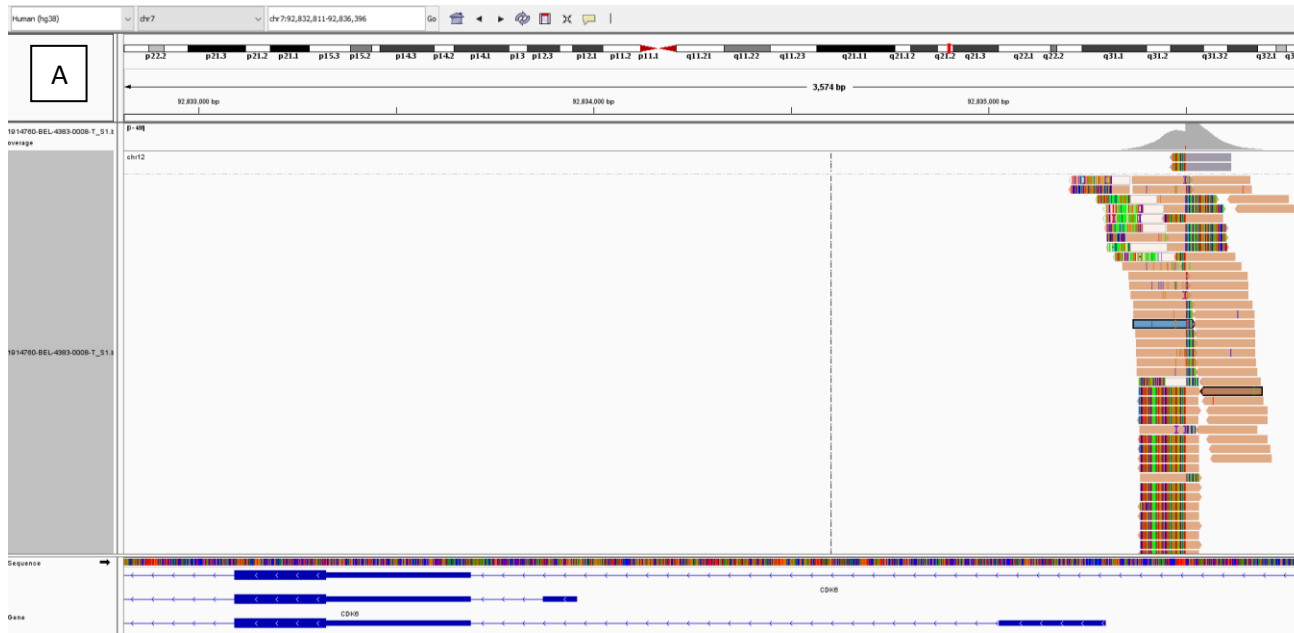 Human (hg38) chr7 chr7:92,832,811-92,836,396 Go
A
p22.2 p21.3 p21.2 p21.1 p15.3 p15.2 p14.3 p14.2 p14.1 p13 p12.3 p12.1 p11.2 p11.1 q11.21 q11.22 q11.23 q21.11 q21.12 q21.2 q21.3 q22.1 q22.2 q31.1 q31.2 q31.32 q32.1
3,574 bp
92,833,000 bp 92,834,000 bp 92,835,000 bp
1914760-BEL-4383-0008-T_S1.
overage
chr12
1914760-BEL-4383-0008-T_S1.
Sequence
CDK6
CDK6
Gene